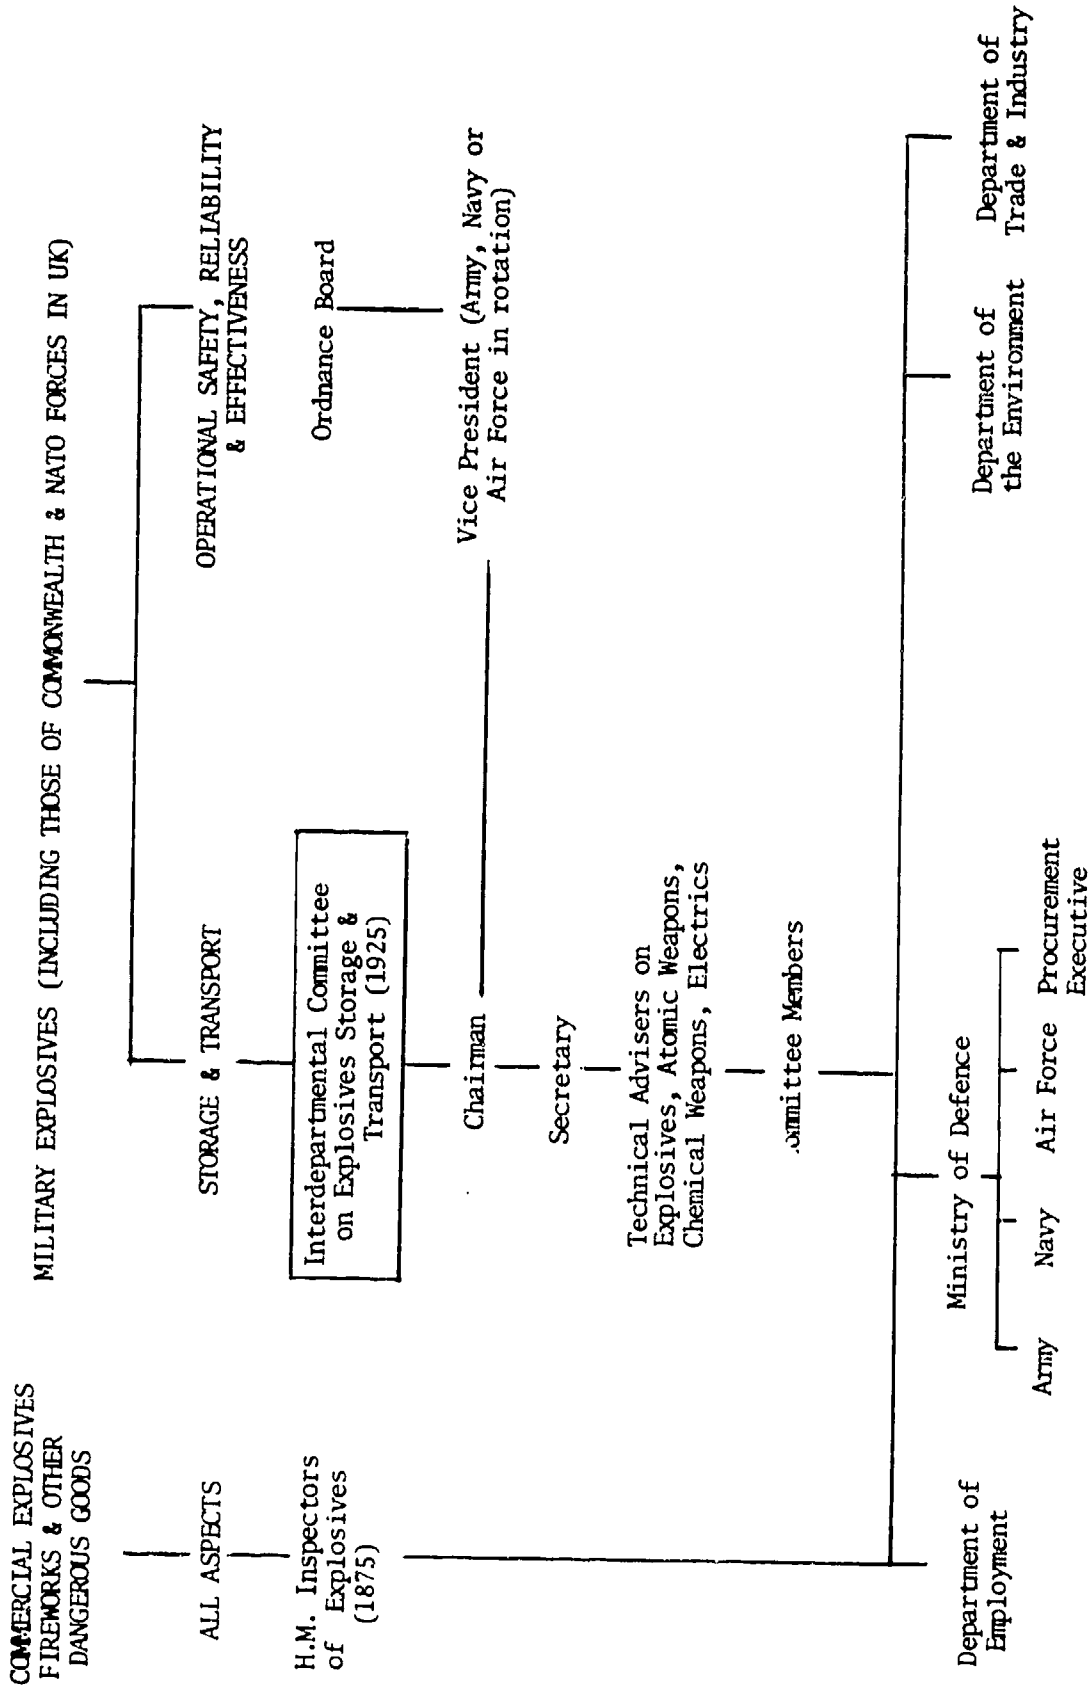 COMMERCIAL EXPLOSIVES
FIREWORKS & OTHER
DANGEROUS GOODS
MILITARY EXPLOSIVES (INCLUDING THOSE OF COMMONWEALTH & NATO FORCES IN UK)
ALL ASPECTS
STORAGE & TRANSPORT
OPERATIONAL SAFETY, RELIABILITY
& EFFECTIVENESS
H.M. Inspectors
of Explosives
(1875)
Interdepartmental Committee
on Explosives Storage &
Transport (1925)
Ordnance Board
Chairman
Vice President (Army, Navy or
Air Force in rotation)
Secretary
Technical Advisers on
Explosives, Atomic Weapons,
Chemical Weapons, Electrics
ommittee Members
Department of
Employment
Ministry of Defence
Department of
the Environment
Department of
Trade & Industry
Army
Navy
Air Force
Procurement
Executive